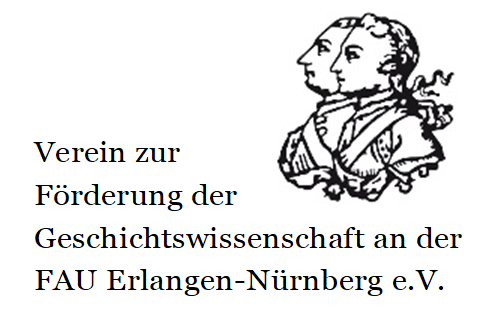 Verein zur
Förderung der
Geschichtswissenschaft an der
FAU Erlangen-Nürnberg e.V.